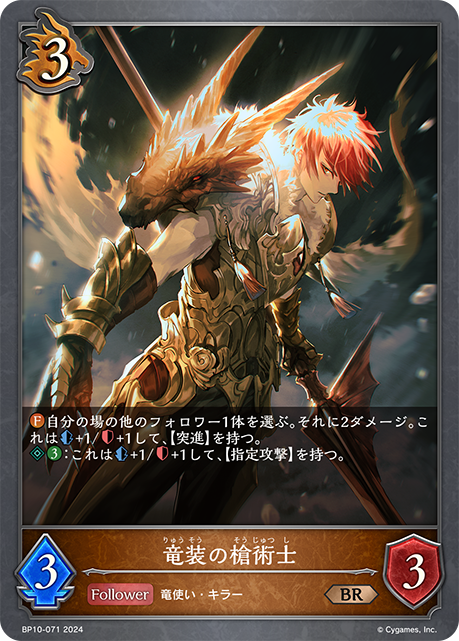 3
F 自分の場の他のフォロワー1体を選ぶ。それに2ダメージ。こ
れは+1/+1して、【突進】を持つ。
3：これは+1/+1して、【指定攻撃】を持つ。
りゅう そう そう じゅつ し
竜装の槍術士
3
Follower 竜使い・キラー
BR
3
BP10-071 2024
© Cygames, Inc.